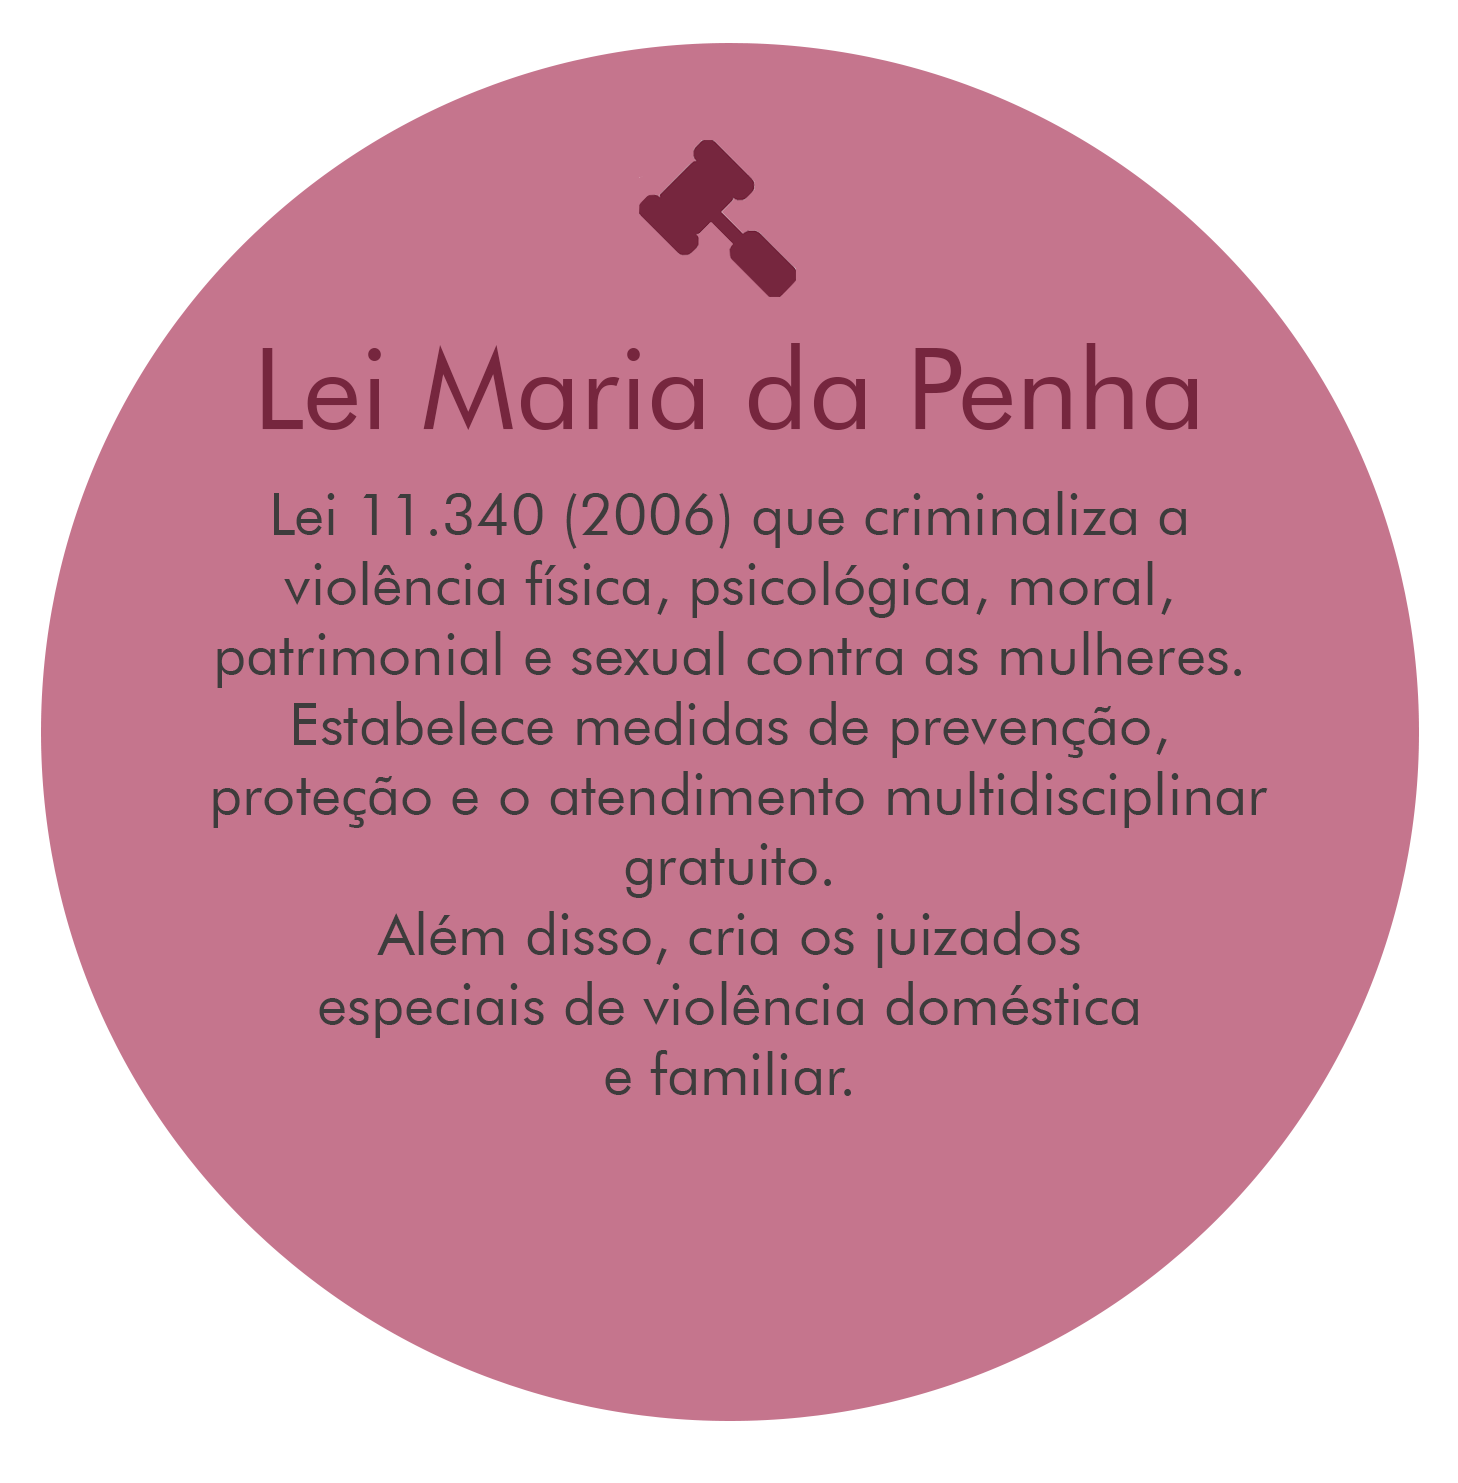 Lei Maria da Penha
Lei 11.340 (2006) que criminaliza a
violência física, psicológica, moral,
patrimonial e sexual contra as mulheres.
Estabelece medidas de prevenção,
proteção e o atendimento multidisciplinar
gratuito.
Além disso, cria os juizados
especiais de violência doméstica
e familiar.